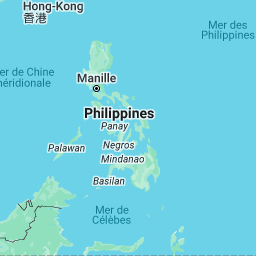 Hong-Kong
香港
Mer des
Philippines
er de Chine
éridionale
Manille
Philippines
Panay
Negros
Palawan
Mindanao
Basilan
Mer de
Célèbes